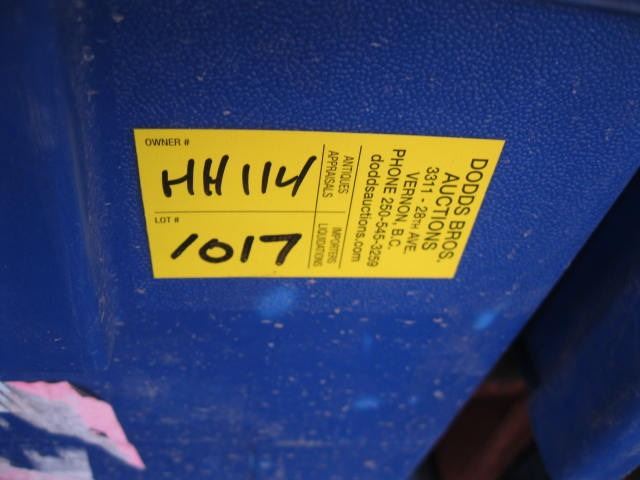 OWNER #
HH114
LOT #
1017
ANTIQUES
APPRAISALS
IMPORTERS
LIQUIDATIONS
DODDS BROS.
AUCTIONS
3311 - 28TH AVE.
VERNON, B.C.
PHONE 250-545-3259
doddsauctions.com